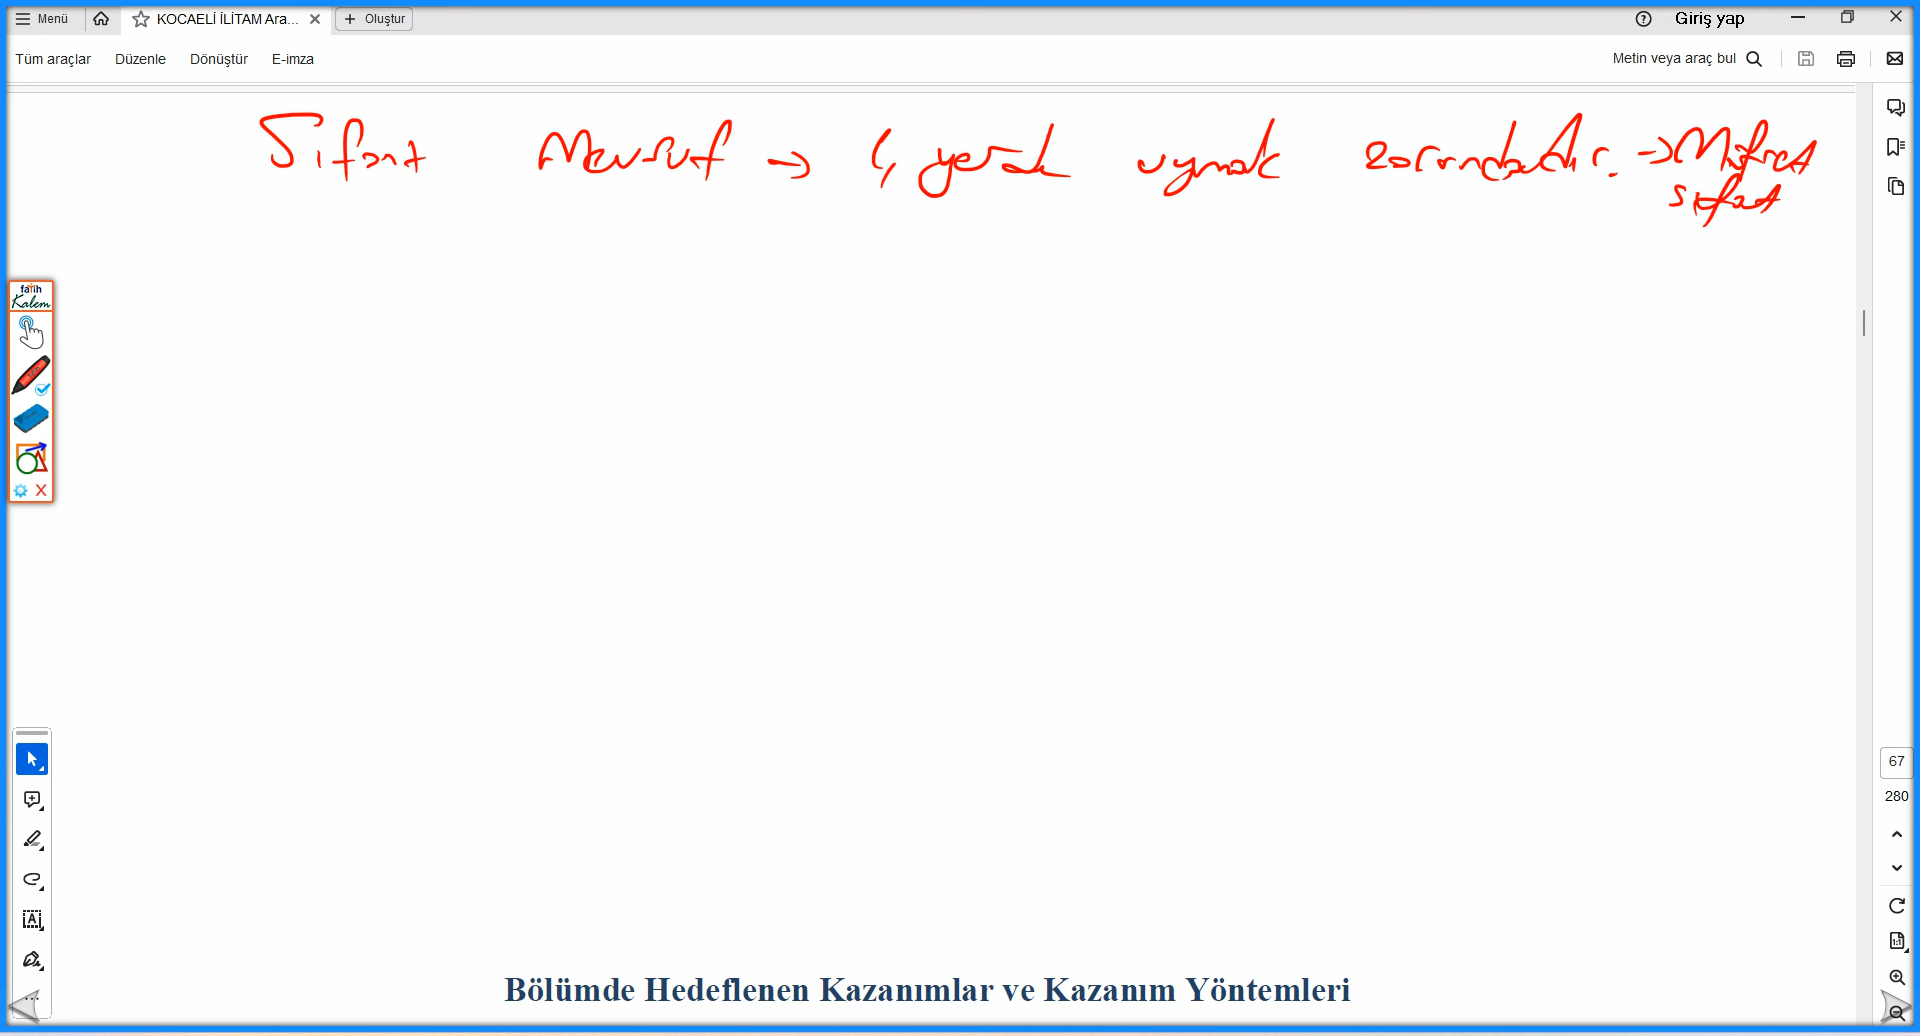 Menü
KOCAELİ İLİTAM Ara...
Oluştur
Giriş yap
Tüm araçlar Düzenle Dönüştür E-imza
Metin veya araç bul
Sıfat Mevsuf → 4 yerde uymak zorundadır. → Müfret
sıfat
fatih
Kalem
67
280
Bölümde Hedeflenen Kazanımlar ve Kazanım Yöntemleri